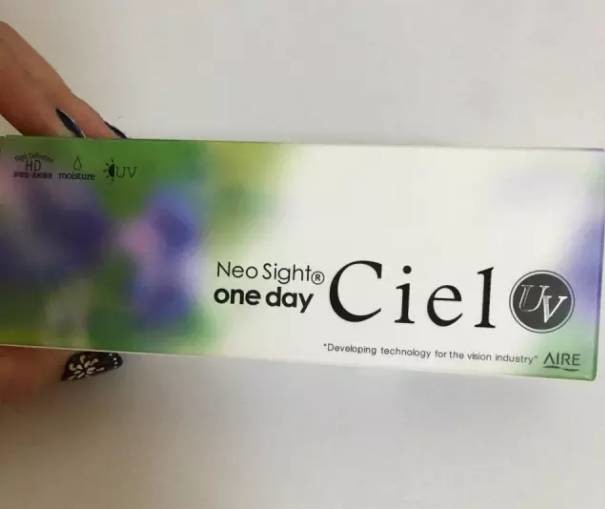 HD
moisture
UV
Neo Sight®
one day
Ciel
UV
"Developing technology for the vision industry" AIRE